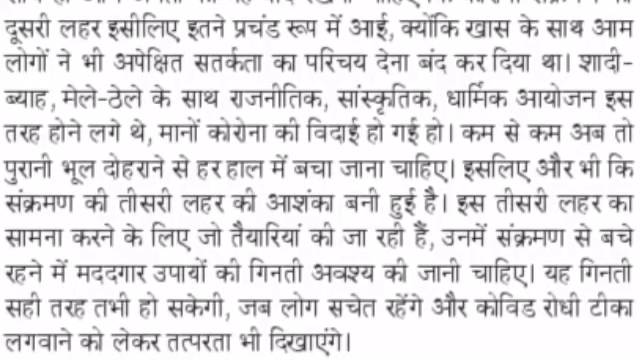 दूसरी लहर इसीलिए इतने प्रचंड रूप में आई, क्योंकि खास के साथ आम
लोगों ने भी अपेक्षित सतर्कता का परिचय देना बंद कर दिया था। शादी-
ब्याह, मेले-ठेले के साथ राजनीतिक, सांस्कृतिक, धार्मिक आयोजन इस
तरह होने लगे थे, मानों कोरोना की विदाई हो गई हो। कम से कम अब तो
पुरानी भूल दोहराने से हर हाल में बचा जाना चाहिए। इसलिए और भी कि
संक्रमण की तीसरी लहर की आशंका बनी हुई है। इस तीसरी लहर का
सामना करने के लिए जो तैयारियां की जा रही हैं, उनमें संक्रमण से बचे
रहने में मददगार उपायों की गिनती अवश्य की जानी चाहिए। यह गिनती
सही तरह तभी हो सकेगी, जब लोग सचेत रहेंगे और कोविड रोधी टीका
लगवाने को लेकर तत्परता भी दिखाएंगे।